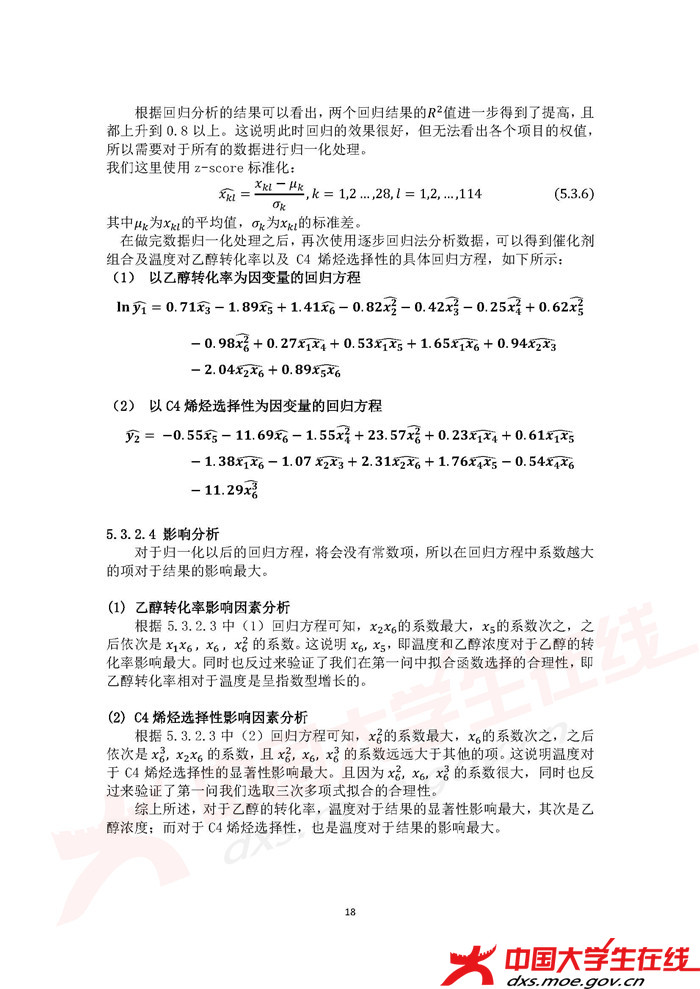 根据回归分析的结果可以看出，两个回归结果的R²值进一步得到了提高，且
都上升到 0.8 以上。这说明此时回归的效果很好，但无法看出各个项目的权值，
所以需要对于所有的数据进行归一化处理。
我们这里使用 z-score 标准化：
\widehat{x_{kl}} = \frac{x_{kl} − μ_k}{σ_k}, k = 1,2 …,28, l = 1,2, …,114 (5.3.6)
其中μ_k为x_{kl}的平均值，σ_k为x_{kl}的标准差。
在做完数据归一化处理之后，再次使用逐步回归法分析数据，可以得到催化剂
组合及温度对乙醇转化率以及 C4 烯烃选择性的具体回归方程，如下所示：
（1） 以乙醇转化率为因变量的回归方程
ln \widehat{y_1} = 0.71\widehat{x_3} − 1.89\widehat{x_5} + 1.41\widehat{x_6} − 0.82\widehat{x_2^2} − 0.42\widehat{x_3^2} − 0.25\widehat{x_4^2} + 0.62\widehat{x_5^2}
− 0.98\widehat{x_6^2} + 0.27\widehat{x_1x_4} + 0.53\widehat{x_1x_5} + 1.65\widehat{x_1x_6} + 0.94\widehat{x_2x_3}
− 2.04\widehat{x_2x_6} + 0.89\widehat{x_5x_6}
（2） 以 C4 烯烃选择性为因变量的回归方程
\widehat{y_2} = −0.55\widehat{x_5} − 11.69\widehat{x_6} − 1.55\widehat{x_4^2} + 23.57\widehat{x_6^2} + 0.23\widehat{x_1x_4} + 0.61\widehat{x_1x_5}
− 1.38\widehat{x_1x_6} − 1.07 \widehat{x_2x_3} + 2.31\widehat{x_2x_6} + 1.76\widehat{x_4x_5} − 0.54\widehat{x_4x_6}
− 11.29\widehat{x_6^3}
5.3.2.4 影响分析
对于归一化以后的回归方程，将会没有常数项，所以在回归方程中系数越大
的项对于结果的影响最大。
(1) 乙醇转化率影响因素分析
根据 5.3.2.3 中（1）回归方程可知，x_2x_6的系数最大，x_5的系数次之，之
后依次是 x_1x_6 , x_6 , x_6^2 的系数。这说明 x_6, x_5，即温度和乙醇浓度对于乙醇的转
化率影响最大。同时也反过来验证了我们在第一问中拟合函数选择的合理性，即
乙醇转化率相对于温度是呈指数型增长的。
(2) C4 烯烃选择性影响因素分析
根据 5.3.2.3 中（2）回归方程可知，x_6^2的系数最大，x_6的系数次之，之后
依次是 x_6^3, x_2x_6 的系数，且 x_6^2, x_6, x_6^3 的系数远远大于其他的项。这说明温度对
于 C4 烯烃选择性的显著性影响最大。且因为 x_6^2, x_6, x_6^3 的系数很大，同时也反
过来验证了第一问我们选取三次多项式拟合的合理性。
综上所述，对于乙醇的转化率，温度对于结果的显著性影响最大，其次是乙
醇浓度；而对于 C4 烯烃选择性，也是温度对于结果的影响最大。
18
中国大学生在线
dxs.moe.gov.cn